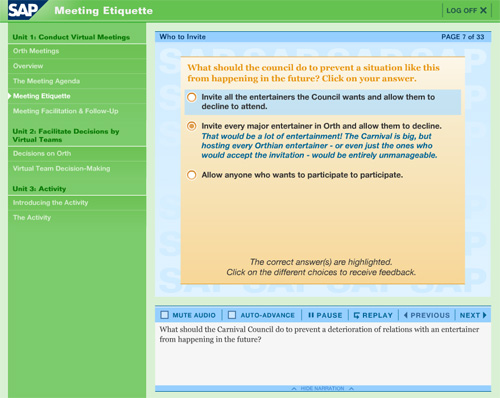 SAP
Meeting Etiquette
LOG OFF X
Unit 1: Conduct Virtual Meetings
Orth Meetings
Overview
The Meeting Agenda
Meeting Etiquette
Meeting Facilitation & Follow-Up
Unit 2: Facilitate Decisions by
Virtual Teams
Decisions on Orth
Virtual Team Decision-Making
Unit 3: Activity
Introducing the Activity
The Activity
Who to Invite
PAGE 7 of 33
What should the council do to prevent a situation like this
from happening in the future? Click on your answer.
Invite all the entertainers the Council wants and allow them to
decline to attend.
Invite every major entertainer in Orth and allow them to decline.
That would be a lot of entertainment! The Carnival is big, but
hosting every Orthian entertainer - or even just the ones who
would accept the invitation - would be entirely unmanageable.
Allow anyone who wants to participate to participate.
The correct answer(s) are highlighted.
Click on the different choices to receive feedback.
SAP SAP SAP SAP SAP SAP
MUTE AUDIO
AUTO-ADVANCE
PAUSE
REPLAY
PREVIOUS
NEXT
What should the Carnival Council do to prevent a deterioration of relations with an entertainer
from happening in the future?
HIDE NARRATION